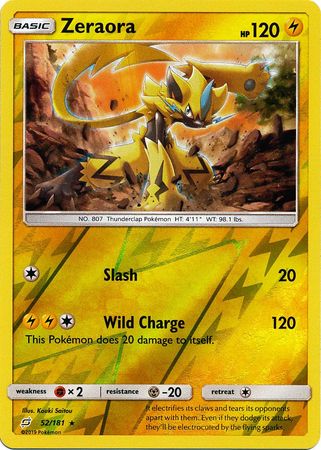 BASIC Zeraora HP 120
NO. 807 Thunderclap Pokémon HT: 4'11" WT: 98.1 lbs.
Slash 20
Wild Charge 120
This Pokémon does 20 damage to itself.
weakness × 2 resistance -20 retreat
Illus. Kouki Saitou
52/181 ★
©2019 Pokémon
It electrifies its claws and tears its opponents
apart with them. Even if they dodge its attack,
they'll be electrocuted by the flying sparks.